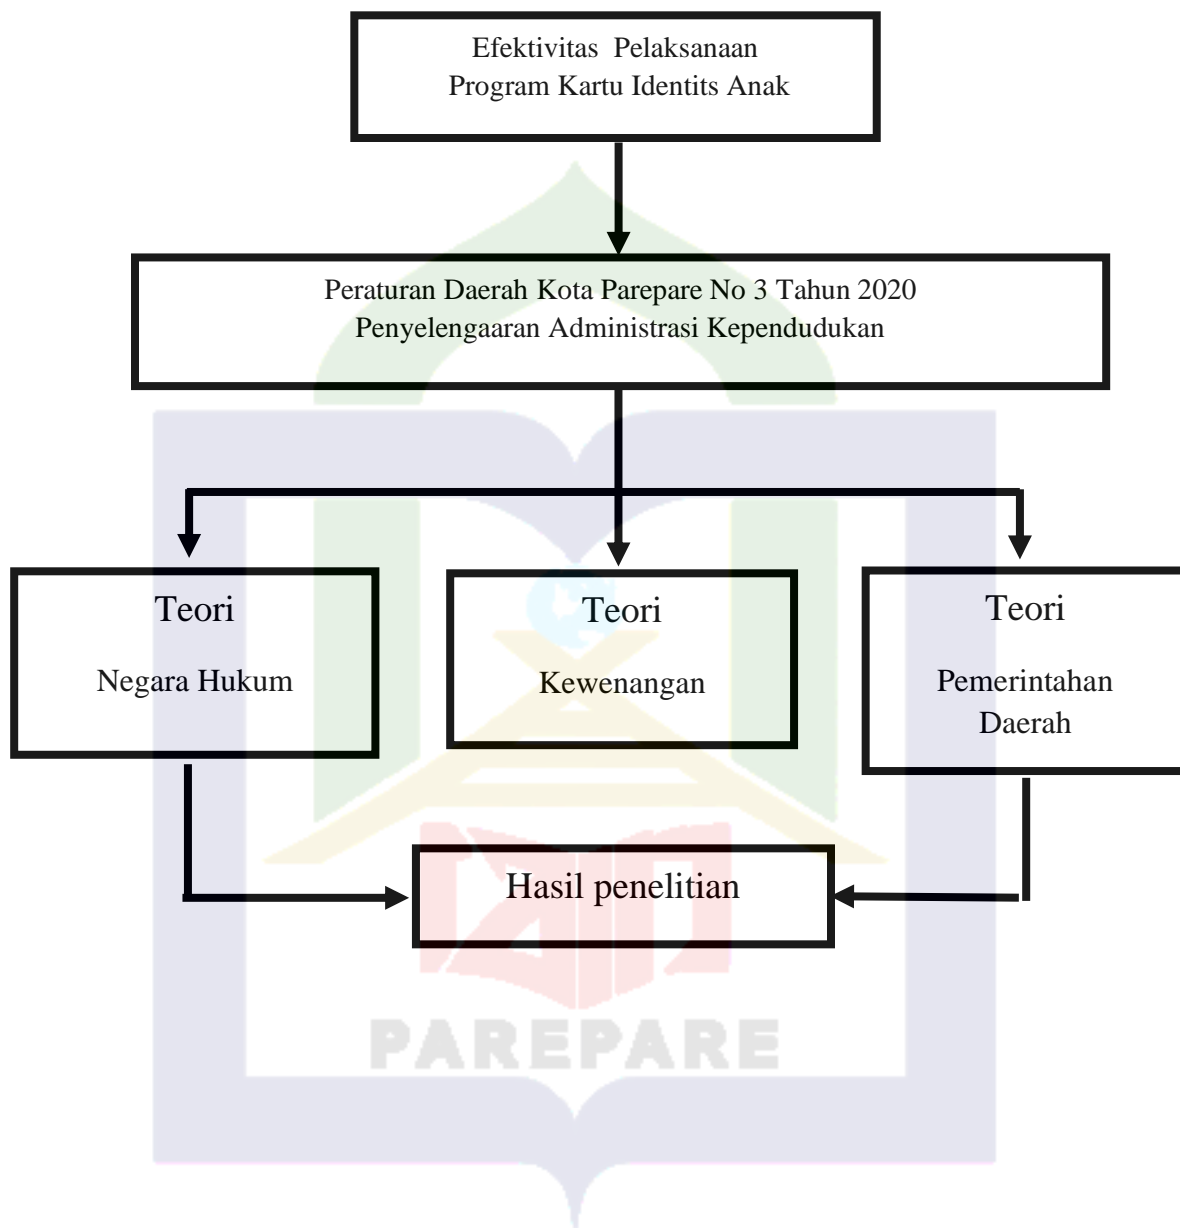 Efektivitas Pelaksanaan
Program Kartu Identits Anak
Peraturan Daerah Kota Parepare No 3 Tahun 2020
Penyelengaaran Administrasi Kependudukan
Teori
Negara Hukum
Teori
Kewenangan
Teori
Pemerintahan
Daerah
Hasil penelitian
PAREPARE